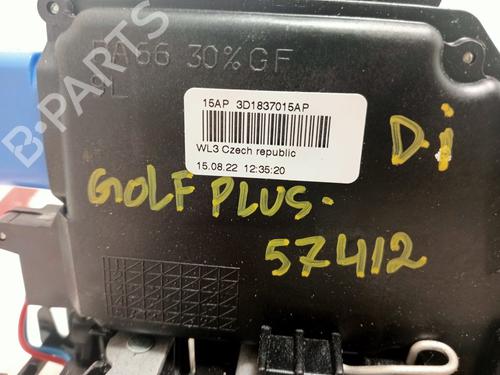 PA66 30%GF
SL
15AP 3D1837015AP
WL3 Czech republic
15.08.22 12:35:20
Di
GOLF PLUS.
57412
B-PARTS